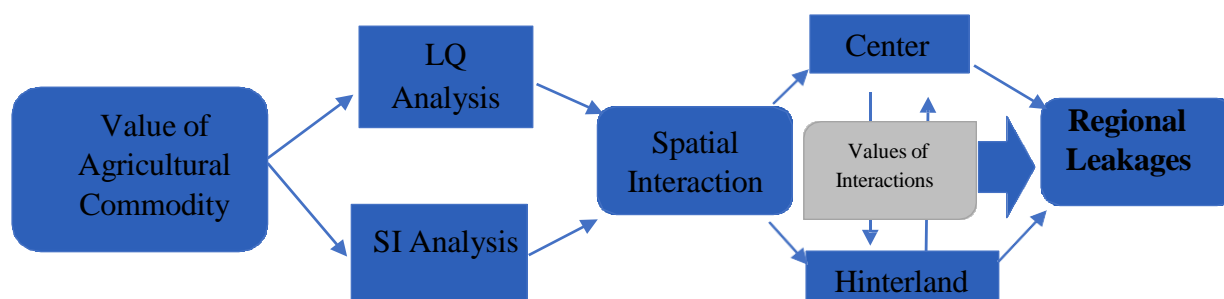 Value of
Agricultural
Commodity
LQ
Analysis
SI Analysis
Spatial
Interaction
Center
Values of
Interactions
Hinterland
Regional
Leakages